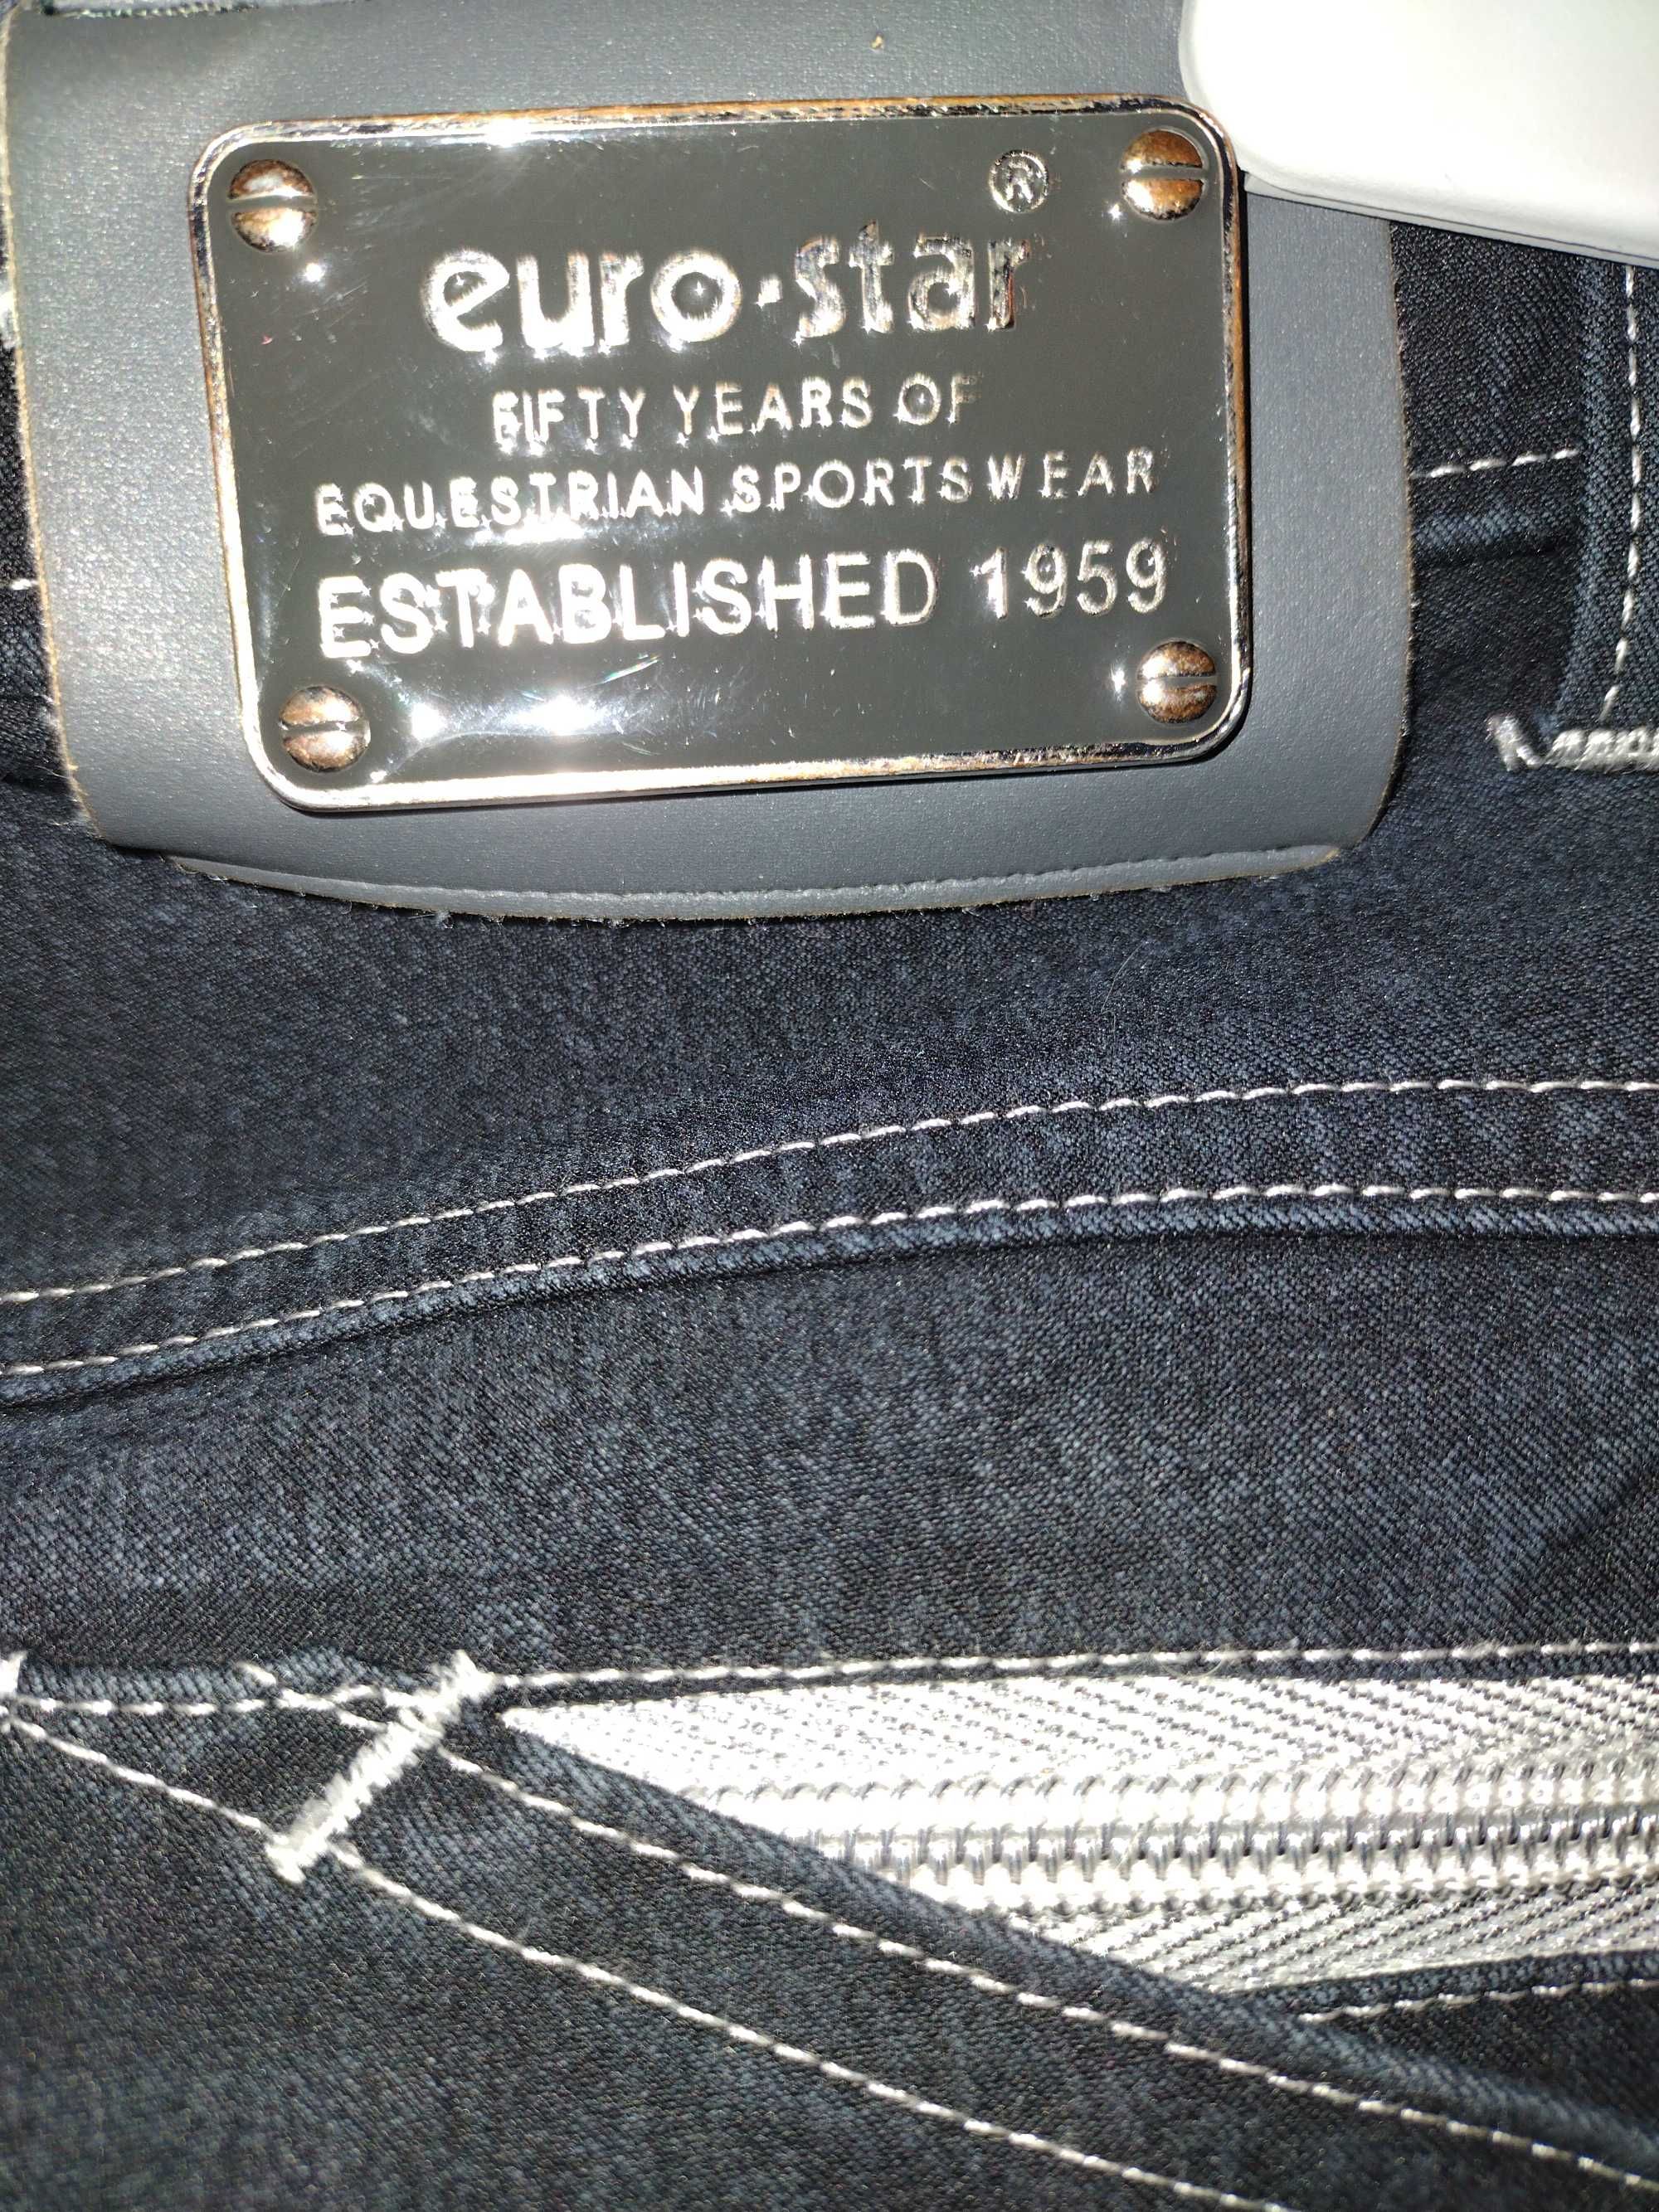 ®
euro·star
FIFTY YEARS OF
EQUESTRIAN SPORTSWEAR
ESTABLISHED 1959